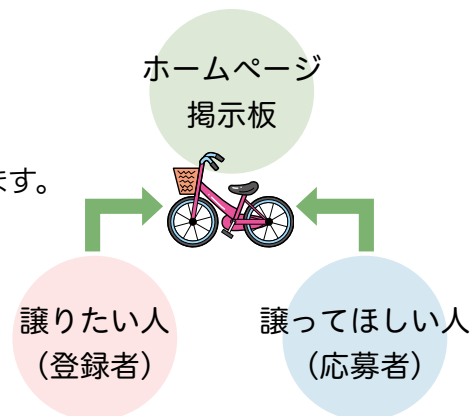 ホームページ
掲示板
ます。
譲りたい人
（登録者）
譲ってほしい人
（応募者）